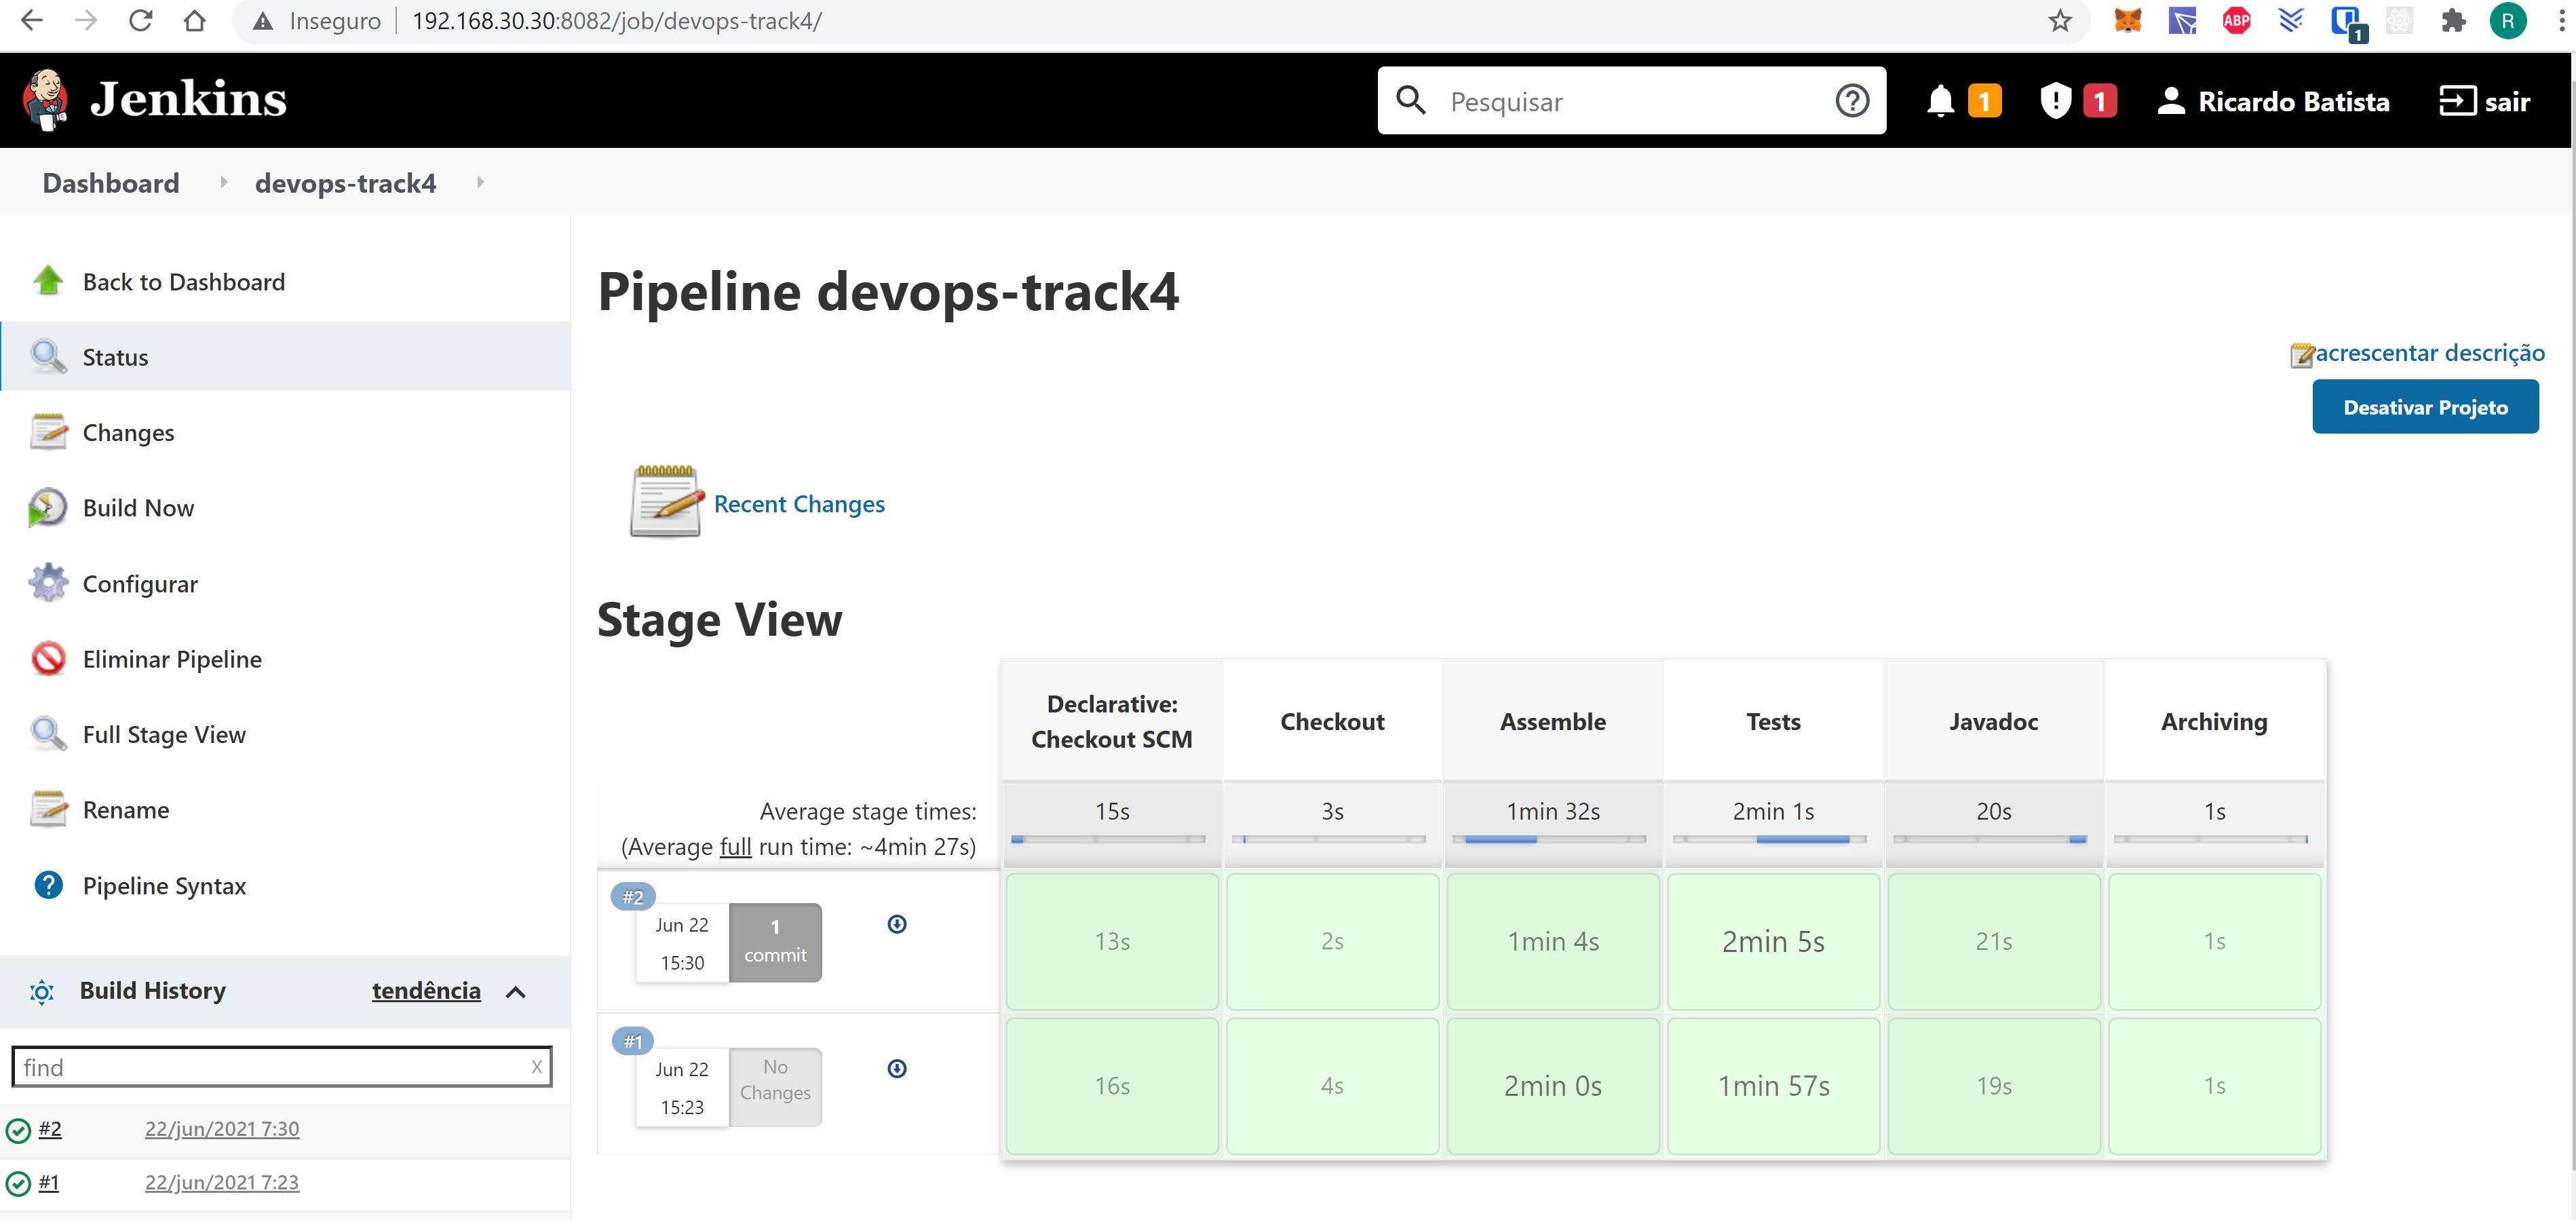 Inseguro 192.168.30.30:8082/job/devops-track4/
ABP
1
R
Jenkins
Pesquisar
1
1
Ricardo Batista
sair
Dashboard
devops-track4
Back to Dashboard
Status
Changes
Build Now
Configurar
Eliminar Pipeline
Full Stage View
Rename
Pipeline Syntax
Build History
tendência
find
x
#2 22/jun/2021 7:30
#1 22/jun/2021 7:23
Pipeline devops-track4
acrescentar descrição
Desativar Projeto
Recent Changes
Stage View
Declarative:
Checkout SCM
Checkout
Assemble
Tests
Javadoc
Archiving
Average stage times:
(Average full run time: ~4min 27s)
15s
3s
1min 32s
2min 1s
20s
1s
#2
Jun 22
15:30
1
commit
13s
2s
1min 4s
2min 5s
21s
1s
#1
Jun 22
15:23
No
Changes
16s
4s
2min 0s
1min 57s
19s
1s